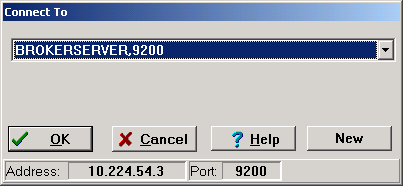 Connect To
BROKERSERVER,9200
OK Cancel Help New
Address: 10.224.54.3 Port: 9200